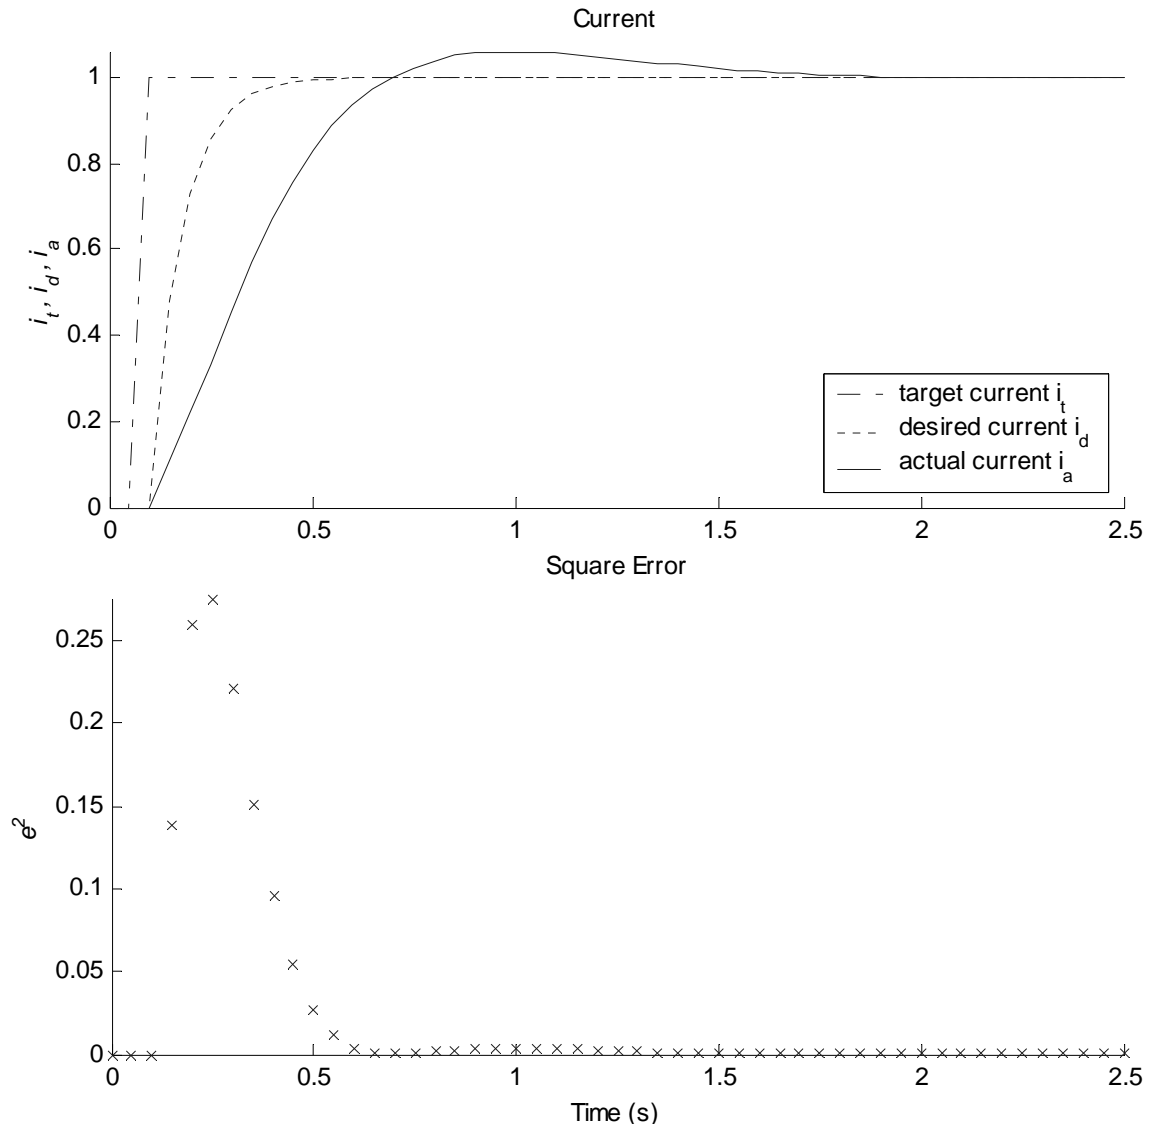 Current
1
0.8
0.6
0.4
0.2
0
i_t, i_d, i_a
target current i_t
desired current i_d
actual current i_a
0 0.5 1 1.5 2 2.5
Square Error
0.25
0.2
0.15
0.1
0.05
0
e²
0 0.5 1 1.5 2 2.5
Time (s)